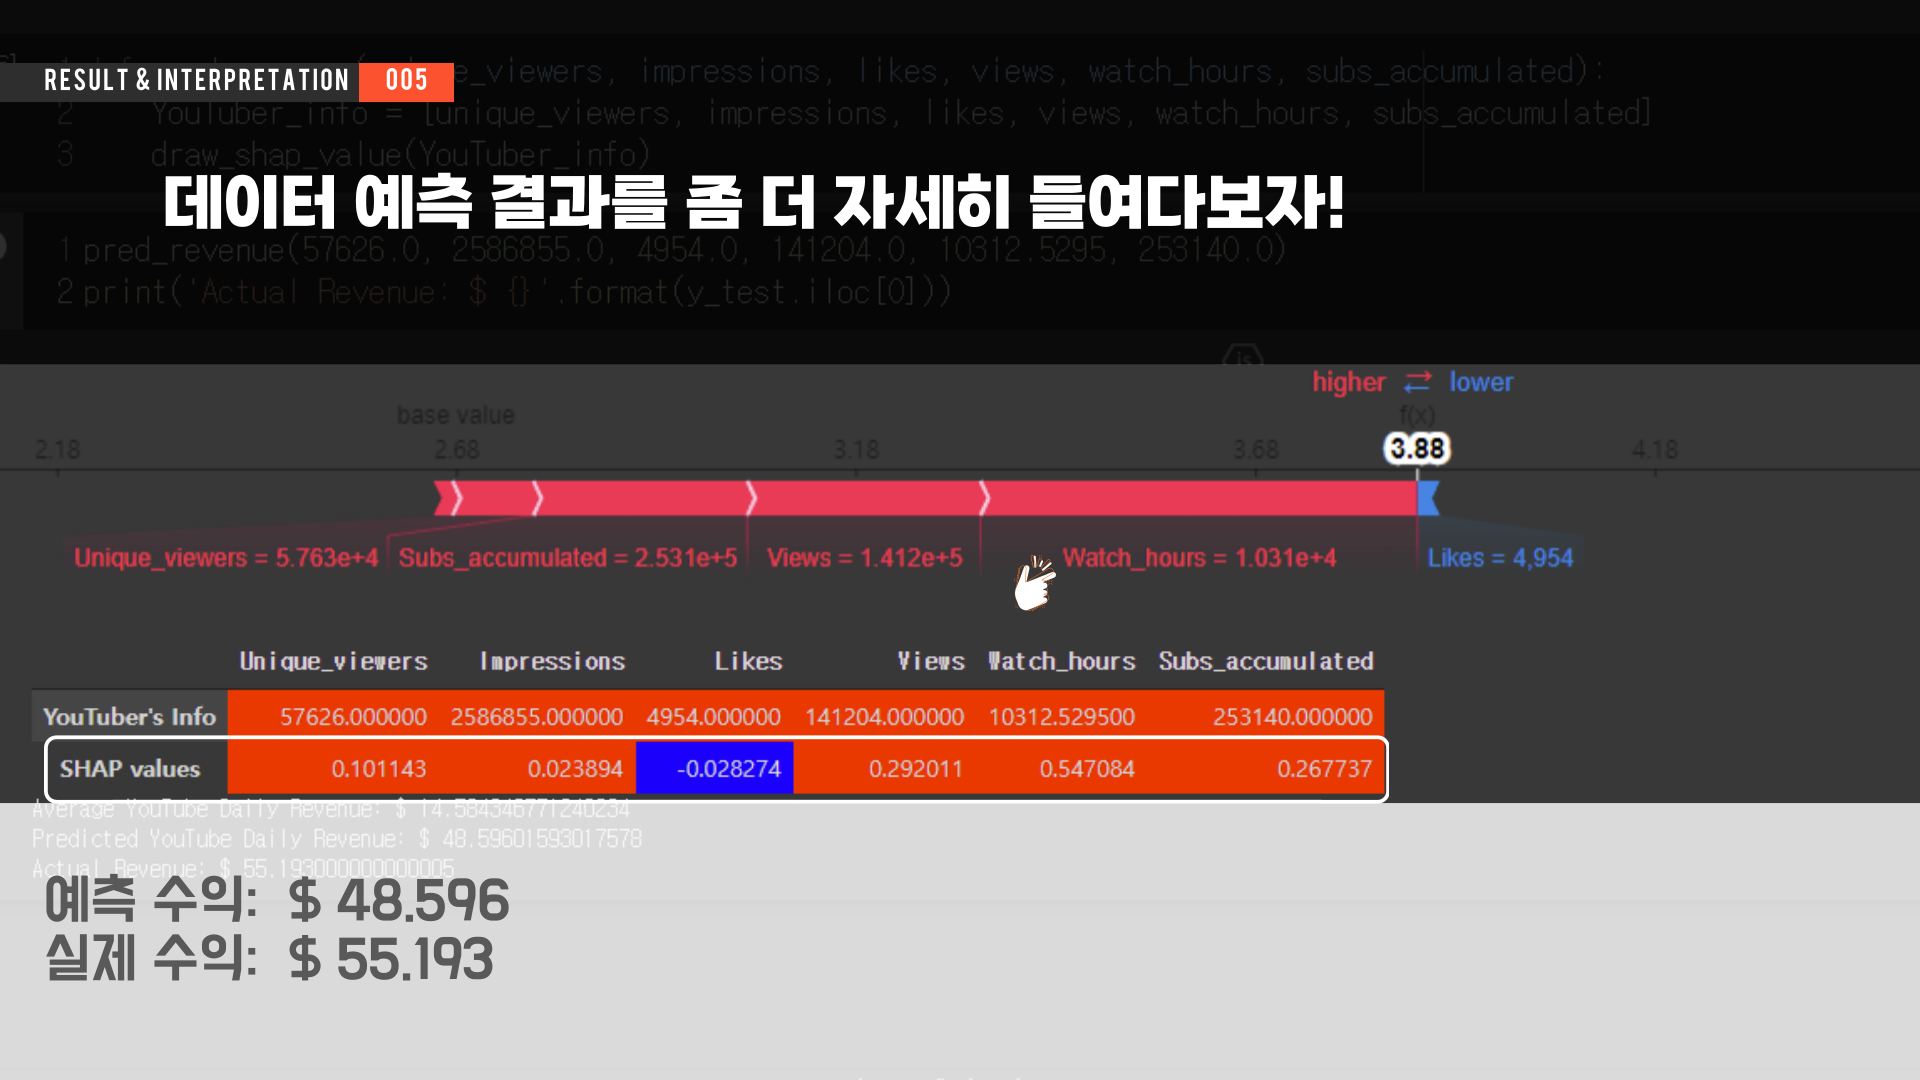 RESULT & INTERPRETATION 005
e_viewers, impressions, likes, views, watch_hours, subs_accumulated):
2 YouTuber_info = [unique_viewers, impressions, likes, views, watch_hours, subs_accumulated]
3 draw_shap_value(YouTuber_info)
데이터 예측 결과를 좀 더 자세히 들여다보자!
1 pred_revenue(57626.0, 2586855.0, 4954.0, 141204.0, 10312.5295, 253140.0)
2 print('Actual Revenue: $ {}'.format(y_test.iloc[0]))
js
higher lower
base value f(x)
2.18 2.68 3.18 3.68 3.88 4.18
Unique_viewers = 5.763e+4 Subs_accumulated = 2.531e+5 Views = 1.412e+5 Watch_hours = 1.031e+4 Likes = 4,954
Unique_viewers Impressions Likes Views Watch_hours Subs_accumulated
YouTuber's Info 57626.000000 2586855.000000 4954.000000 141204.000000 10312.529500 253140.000000
SHAP values 0.101143 0.023894 -0.028274 0.292011 0.547084 0.267737
Average YouTube Daily Revenue: $ 14.584346771240234
Predicted YouTube Daily Revenue: $ 48.59601593017578
Actual Revenue: $ 55.193000000000005
예측 수익: $ 48.596
실제 수익: $ 55.193